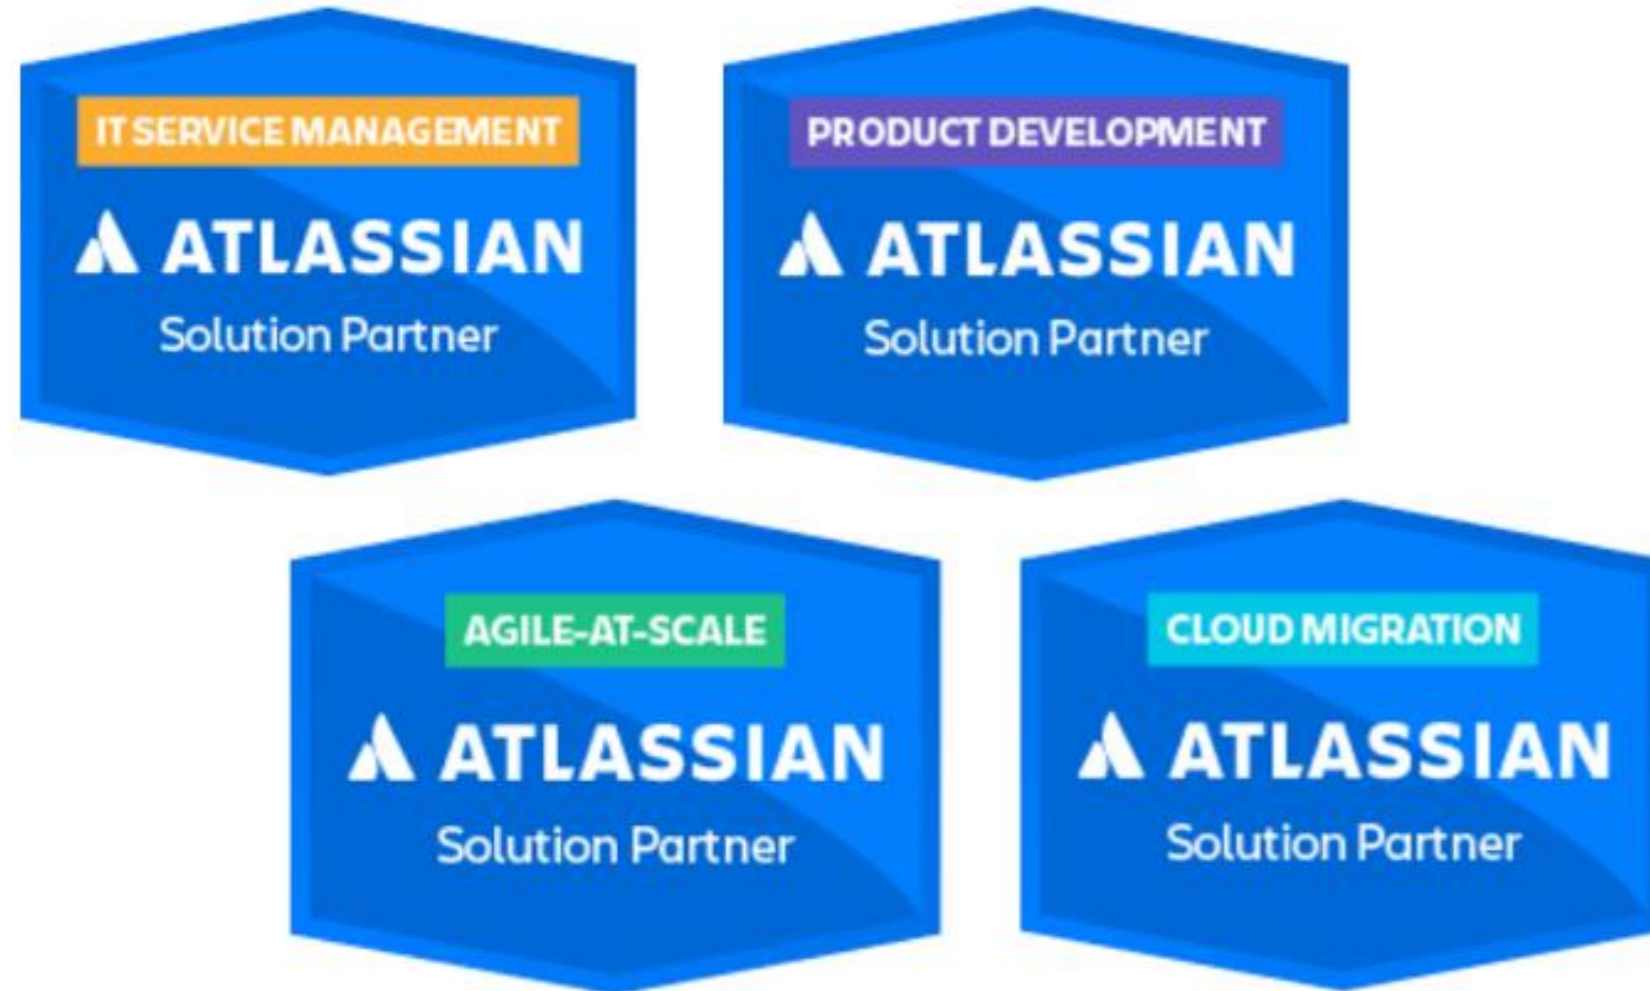 IT SERVICE MANAGEMENT
ATLASSIAN
Solution Partner
PRODUCT DEVELOPMENT
ATLASSIAN
Solution Partner
AGILE-AT-SCALE
ATLASSIAN
Solution Partner
CLOUD MIGRATION
ATLASSIAN
Solution Partner